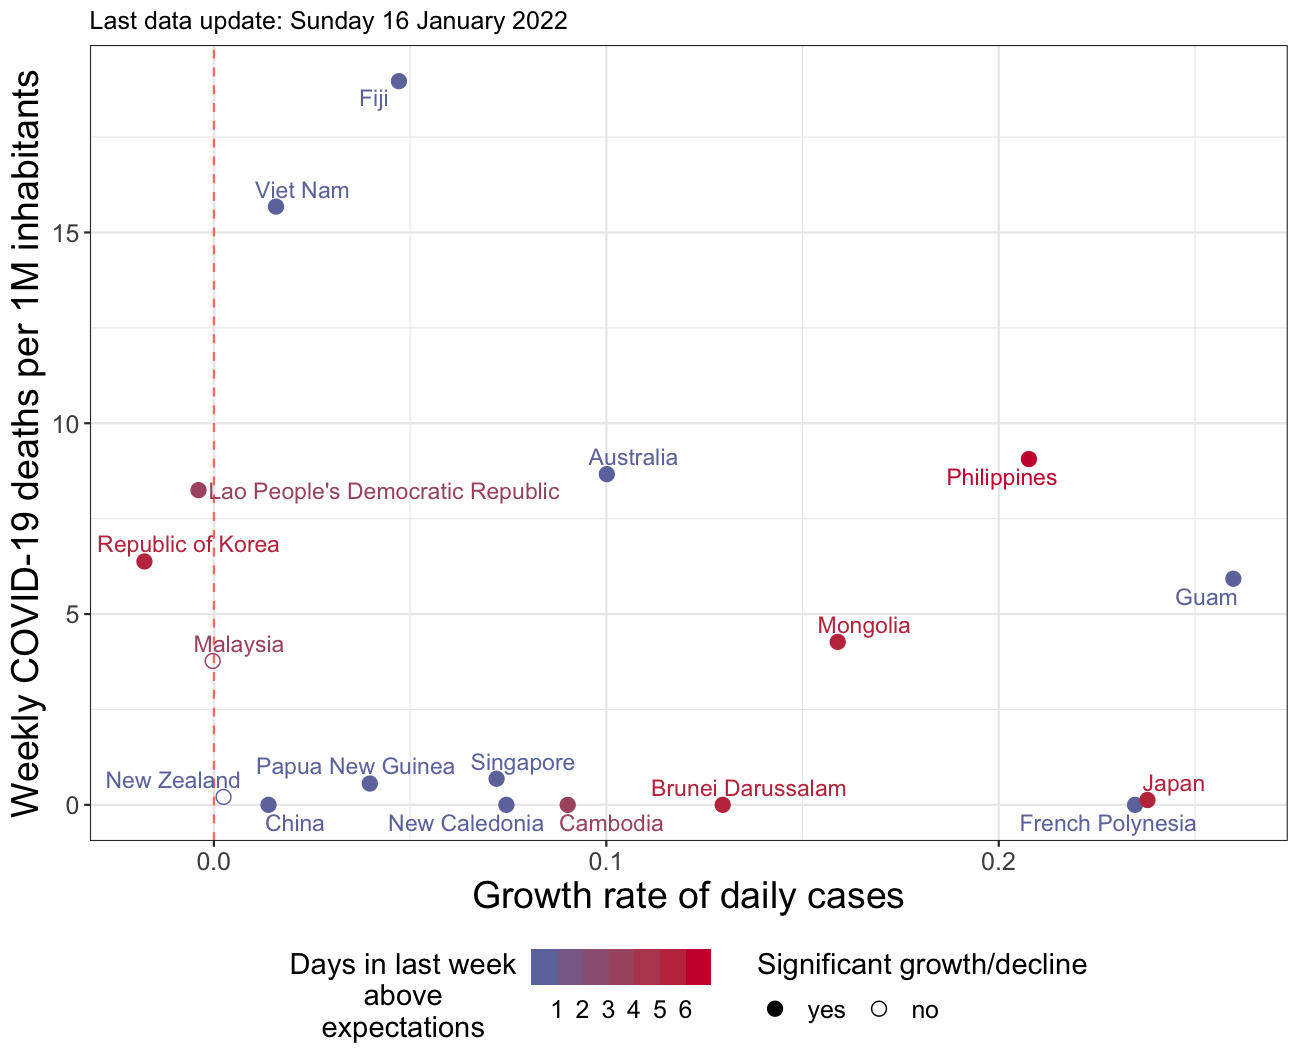 Last data update: Sunday 16 January 2022
Weekly COVID-19 deaths per 1M inhabitants
Fiji
Viet Nam
15
10
Australia
Philippines
Lao People's Democratic Republic
Republic of Korea
Guam
5
Mongolia
Malaysia
Papua New Guinea
Singapore
New Zealand
Brunei Darussalam
Japan
0
China
New Caledonia
Cambodia
French Polynesia
0.0
0.1
0.2
Growth rate of daily cases
Days in last week
above
expectations
1 2 3 4 5 6
Significant growth/decline
yes
no